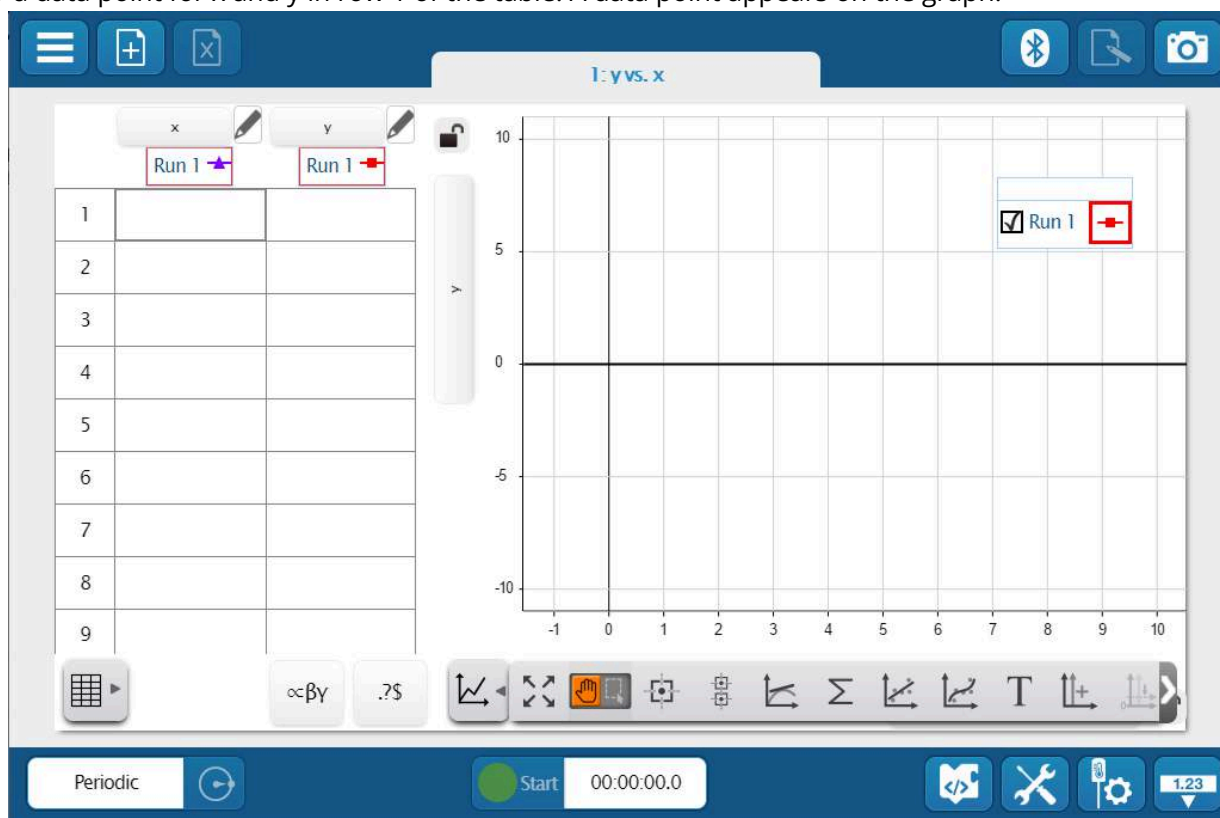 a data point for x and y in row 1 of the table. A data point appears on the graph.
1: y vs. x
x y
Run 1 Run 1
1
2
3
4
5
6
7
8
9
y
10
5
0
-5
-10
Run 1
-1 0 1 2 3 4 5 6 7 8 9 10
∝βγ .?$
Σ T
Periodic Start 00:00:00.0 </> 1.23